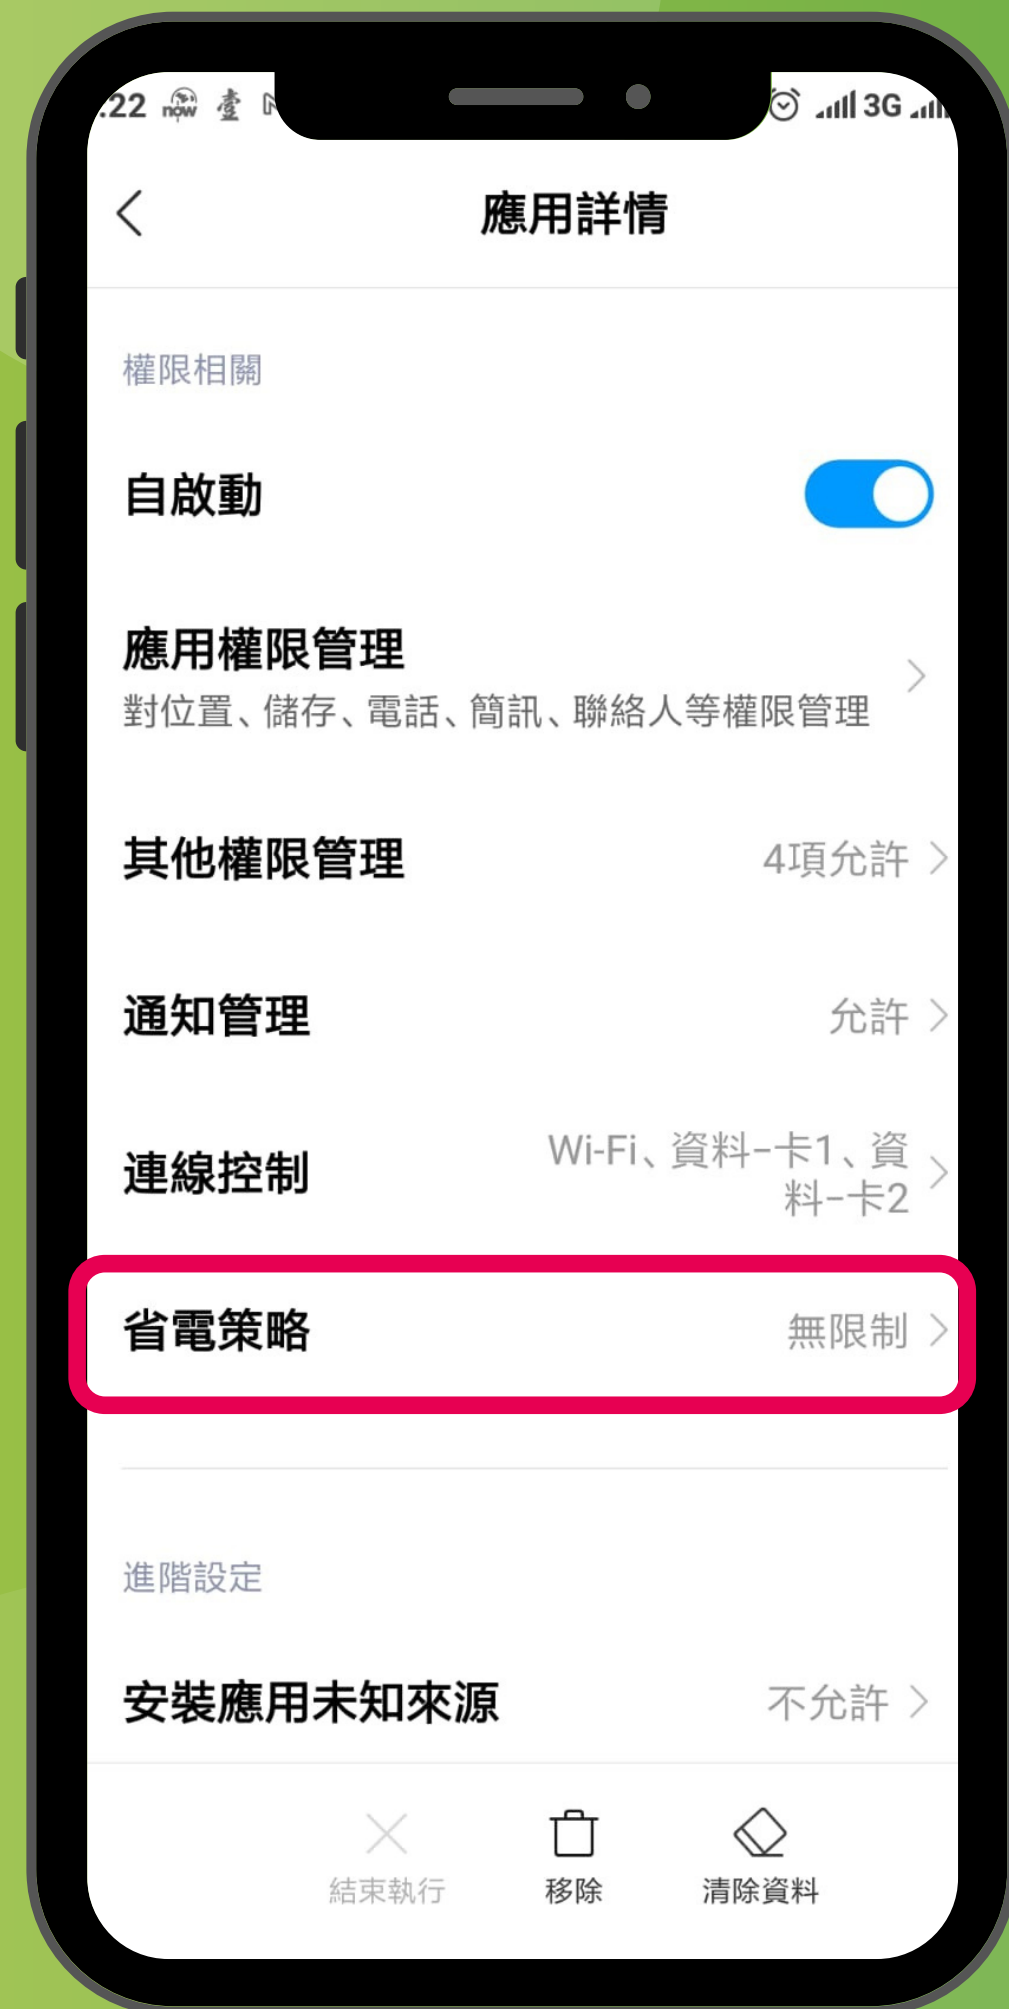 :22 now 臺
3G
應用詳情
權限相關
自啟動
應用權限管理
對位置、儲存、電話、簡訊、聯絡人等權限管理
其他權限管理 4項允許
通知管理 允許
連線控制 Wi-Fi、資料-卡1、資
料-卡2
省電策略 無限制
進階設定
安裝應用未知來源 不允許
結束執行 移除 清除資料